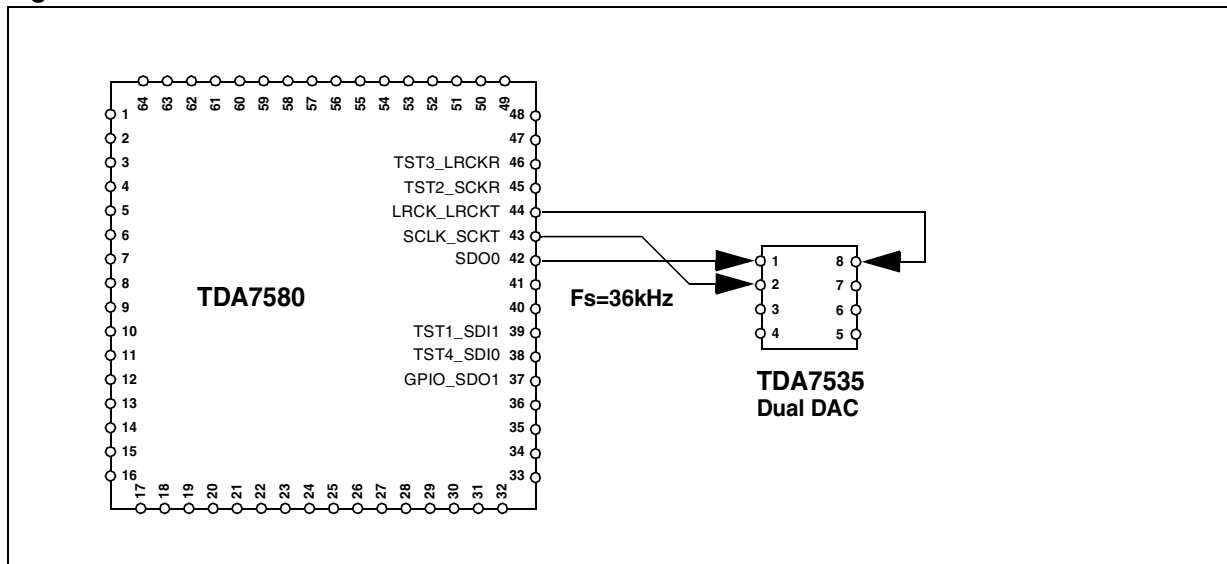 64 63 62 61 60 59 58 57 56 55 54 53 52 51 50 49
1 48
2 47
3 TST3_LRCKR 46
4 TST2_SCKR 45
5 LRCK_LRCKT 44
6 SCLK_SCKT 43
7 SDO0 42
8 41
9 40
10 TST1_SDI1 39
11 TST4_SDI0 38
12 GPIO_SDO1 37
13 36
14 35
15 34
16 33
17 18 19 20 21 22 23 24 25 26 27 28 29 30 31 32
TDA7580
Fs=36kHz
1 8
2 7
3 6
4 5
TDA7535
Dual DAC